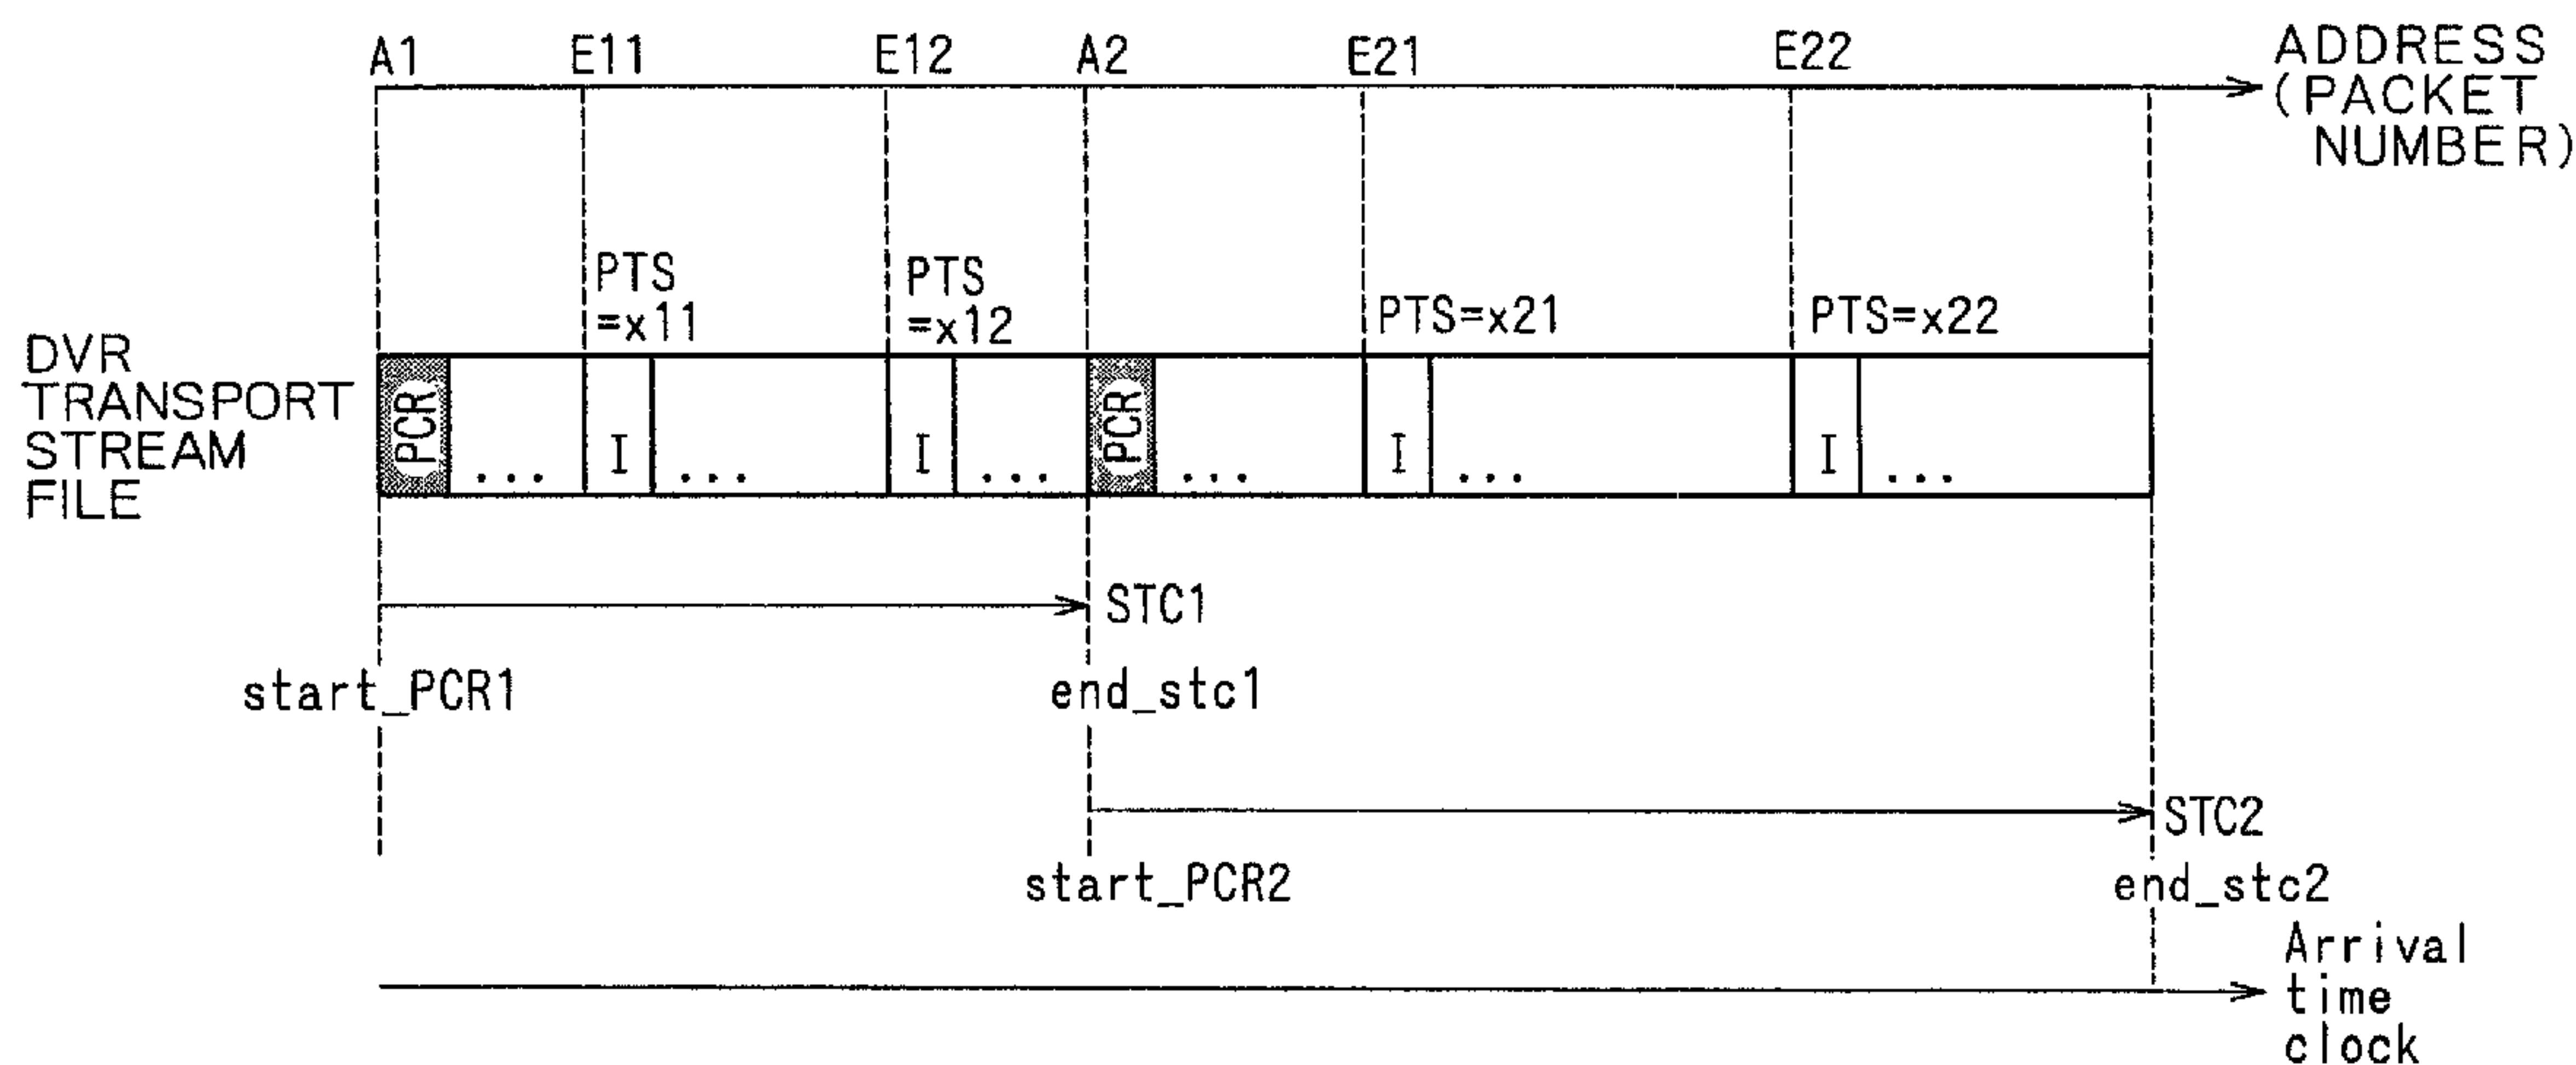 A1 E11 E12 A2 E21 E22
ADDRESS
(PACKET
NUMBER)
PTS
=x11
PTS
=x12
PTS=x21
PTS=x22
DVR
TRANSPORT
STREAM
FILE
PCR ... I ... I ... PCR ... I ... I ...
STC1
start_PCR1
end_stc1
STC2
start_PCR2
end_stc2
Arrival
time
clock